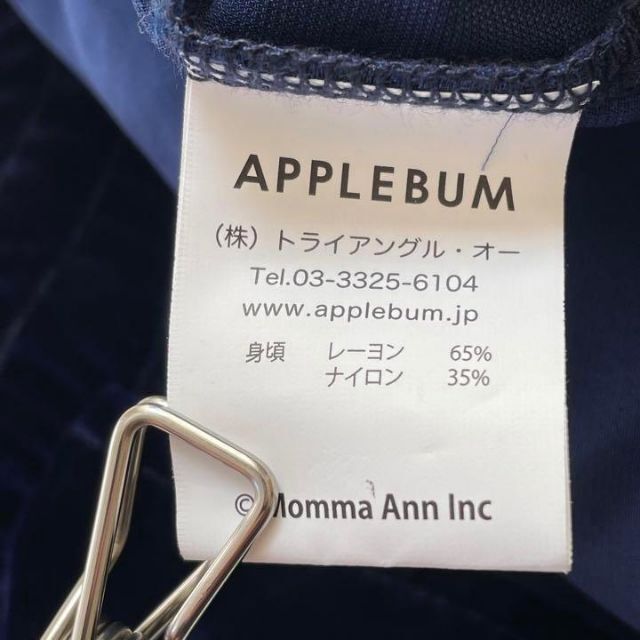 APPLEBUM
（株）トライアングル・オー
Tel.03-3325-6104
www.applebum.jp
身頃 レーヨン 65%
ナイロン 35%
© Momma Ann Inc